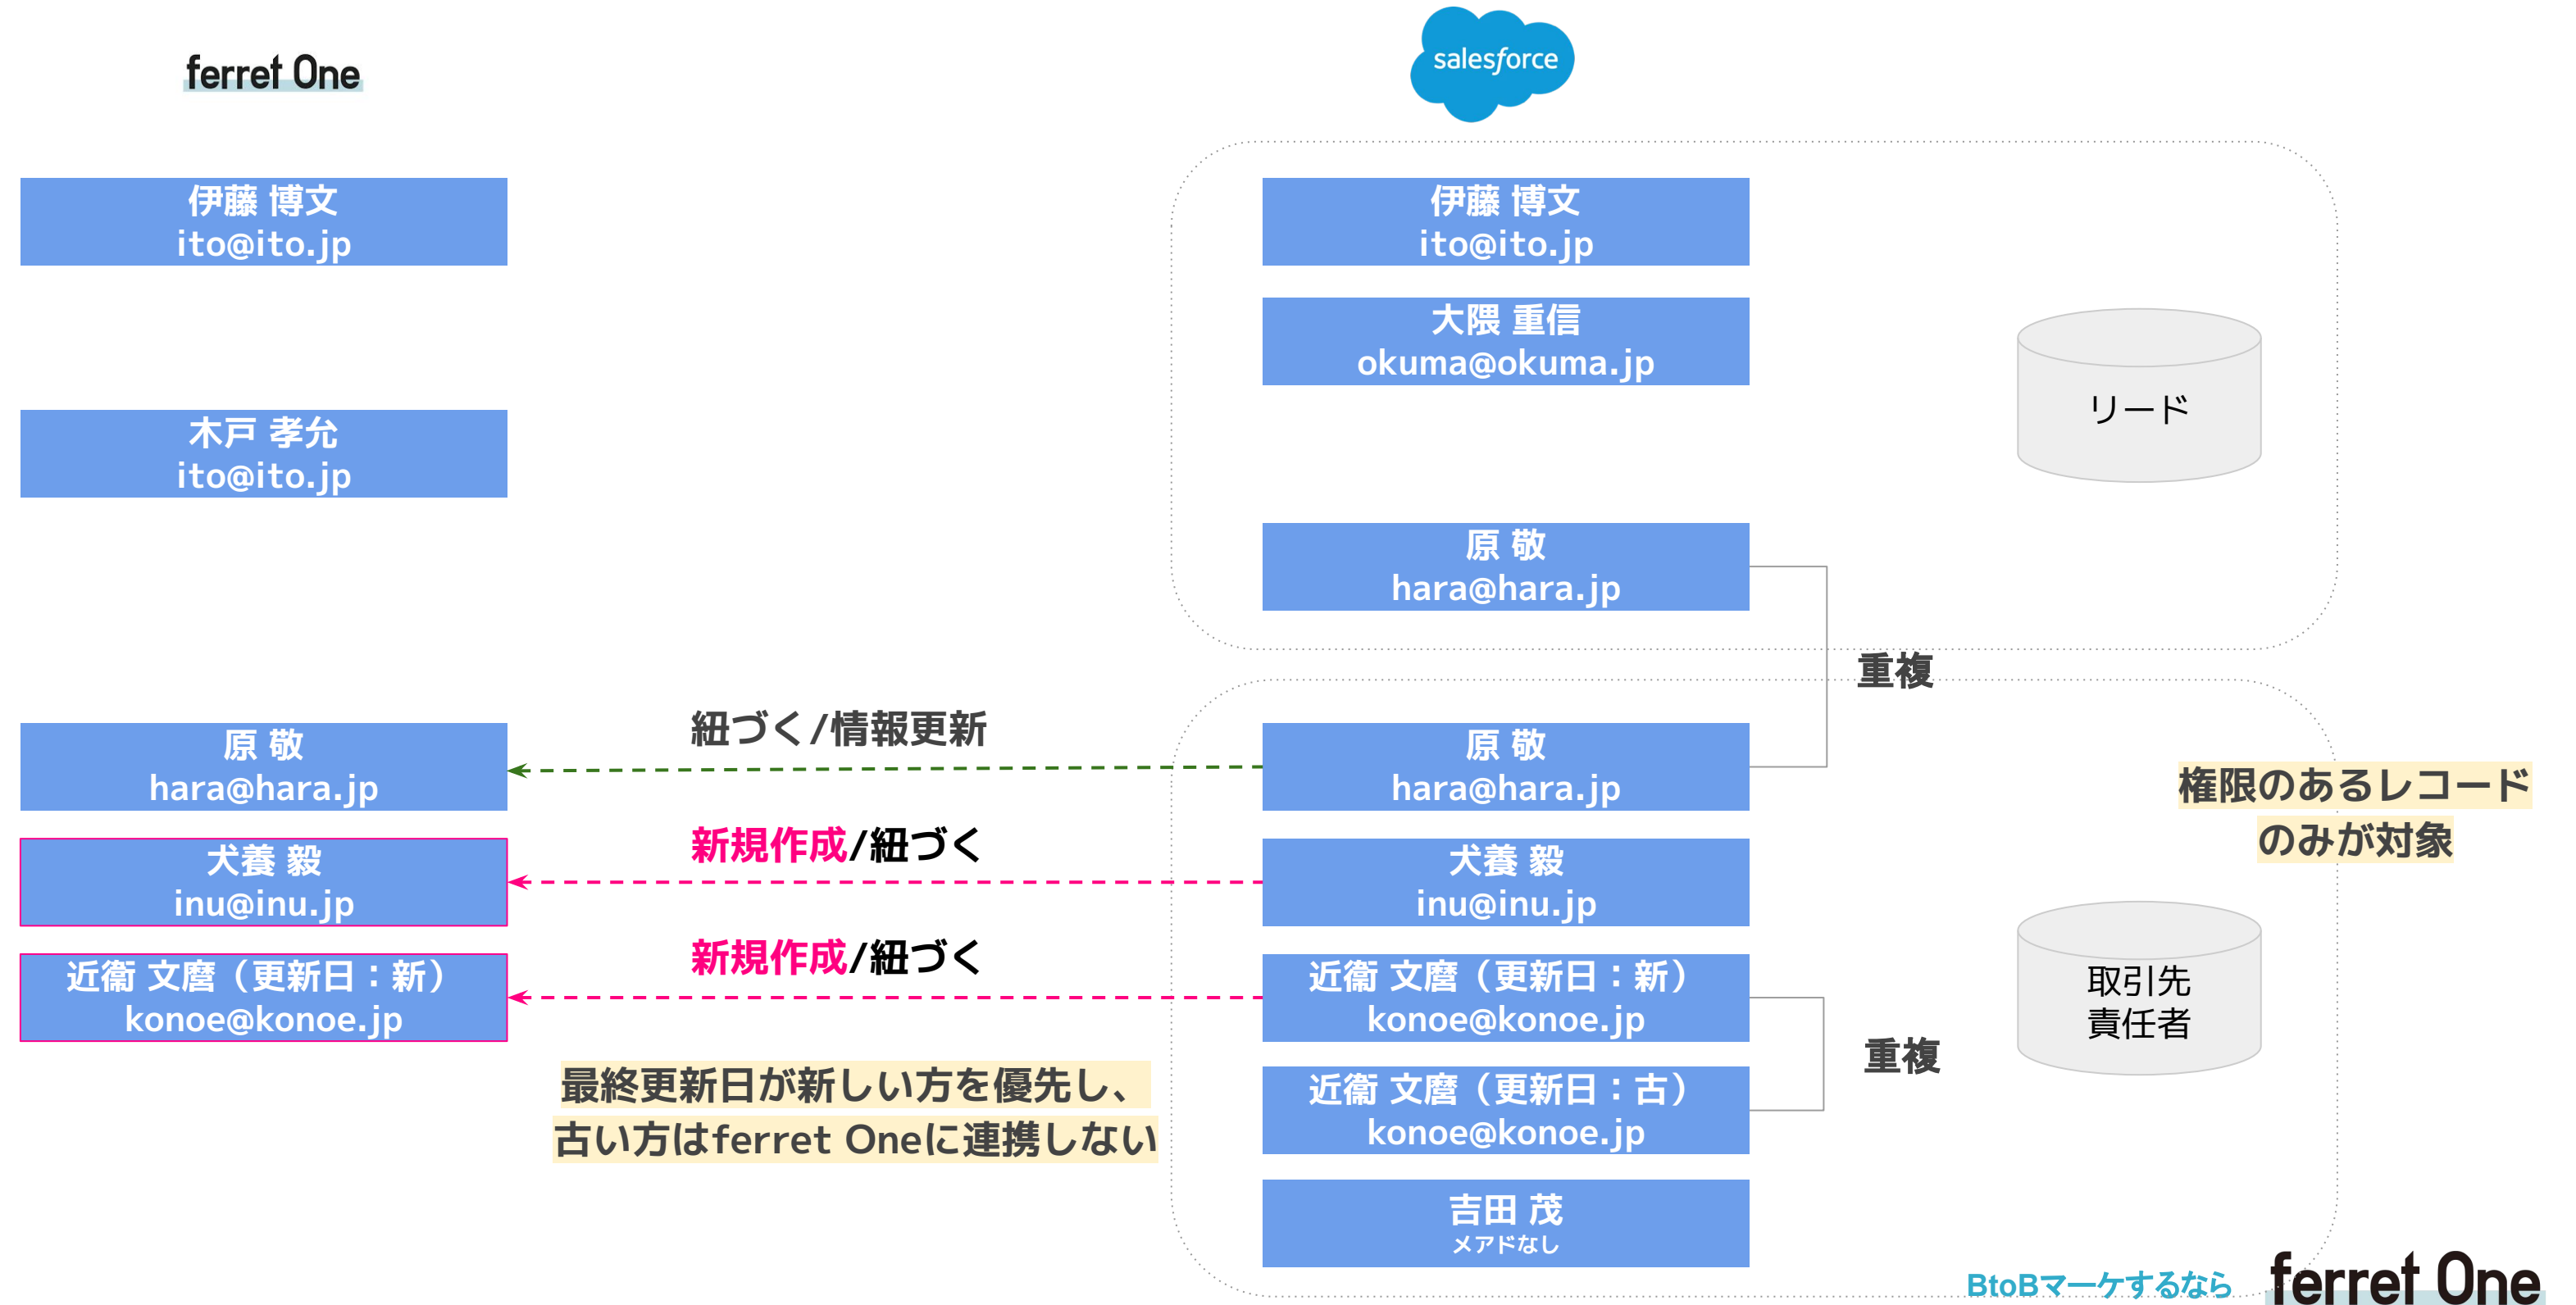 ferret One
salesforce
伊藤 博文
ito@ito.jp
木戸 孝允
ito@ito.jp
原 敬
hara@hara.jp
犬養 毅
inu@inu.jp
近衞 文麿（更新日：新）
konoe@konoe.jp
紐づく/情報更新
新規作成/紐づく
新規作成/紐づく
最終更新日が新しい方を優先し、
古い方はferret Oneに連携しない
伊藤 博文
ito@ito.jp
大隈 重信
okuma@okuma.jp
原 敬
hara@hara.jp
原 敬
hara@hara.jp
犬養 毅
inu@inu.jp
近衞 文麿（更新日：新）
konoe@konoe.jp
近衞 文麿（更新日：古）
konoe@konoe.jp
吉田 茂
メアドなし
リード
重複
権限のあるレコード
のみが対象
取引先
責任者
重複
BtoBマーケするなら
ferret One